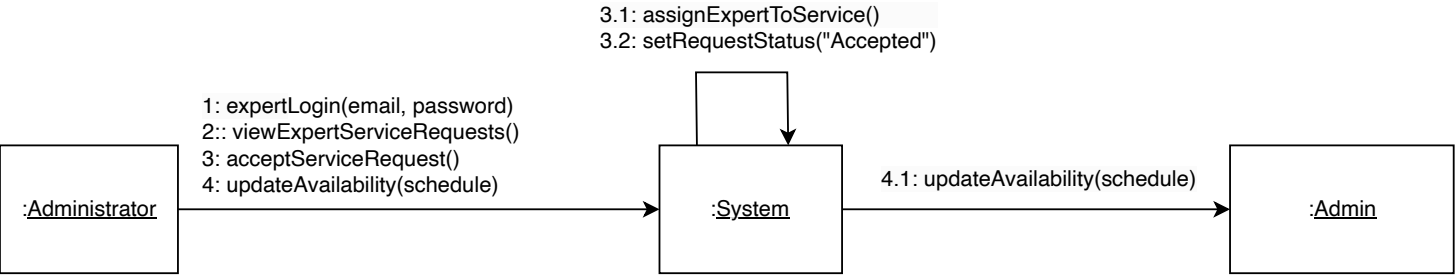 3.1: assignExpertToService()
3.2: setRequestStatus("Accepted")
1: expertLogin(email, password)
2:: viewExpertServiceRequests()
3: acceptServiceRequest()
4: updateAvailability(schedule)
4.1: updateAvailability(schedule)
:Administrator
:System
:Admin